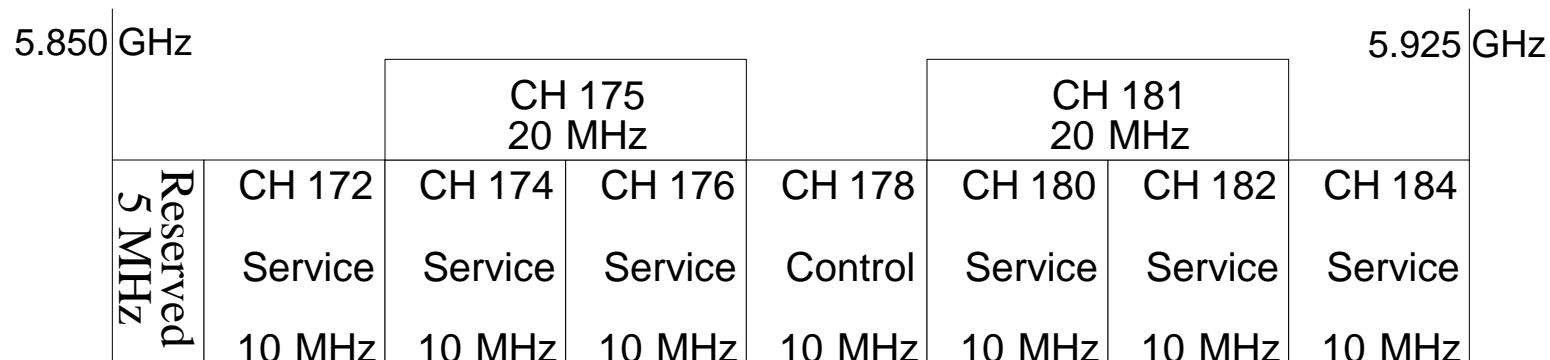 5.850 GHz
5.925 GHz
CH 175
20 MHz
CH 181
20 MHz
Reserved
5 MHz
CH 172
Service
10 MHz
CH 174
Service
10 MHz
CH 176
Service
10 MHz
CH 178
Control
10 MHz
CH 180
Service
10 MHz
CH 182
Service
10 MHz
CH 184
Service
10 MHz